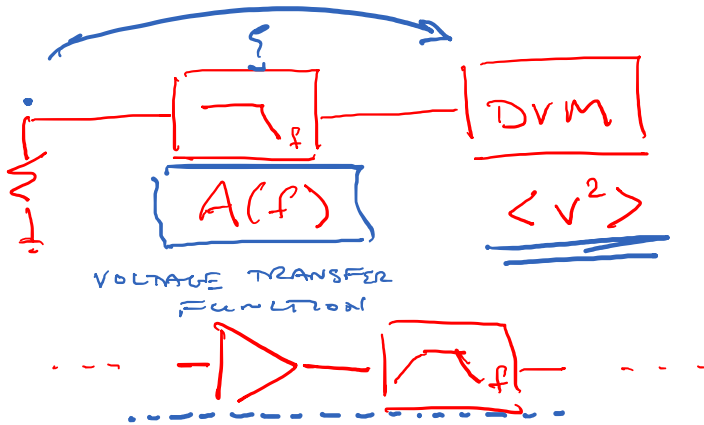 f
DVM
A(f)
< v² >
VOLTAGE TRANSFER
FUNCTION
f